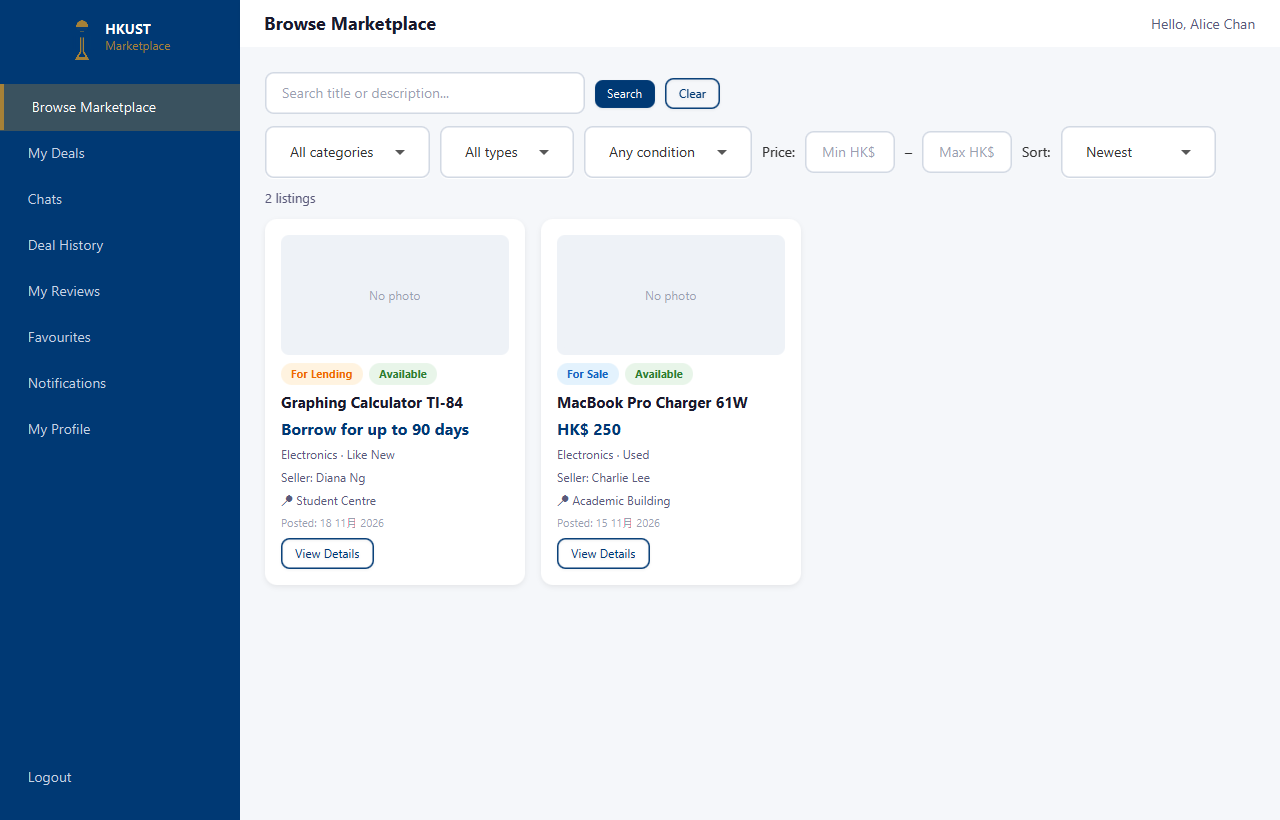 HKUST
Marketplace
Browse Marketplace
My Deals
Chats
Deal History
My Reviews
Favourites
Notifications
My Profile
Logout
Browse Marketplace
Hello, Alice Chan
Search title or description...
Search
Clear
All categories
All types
Any condition
Price:
Min HK$
–
Max HK$
Sort:
Newest
2 listings
No photo
For Lending
Available
Graphing Calculator TI-84
Borrow for up to 90 days
Electronics · Like New
Seller: Diana Ng
Student Centre
Posted: 18 11月 2026
View Details
No photo
For Sale
Available
MacBook Pro Charger 61W
HK$ 250
Electronics · Used
Seller: Charlie Lee
Academic Building
Posted: 15 11月 2026
View Details